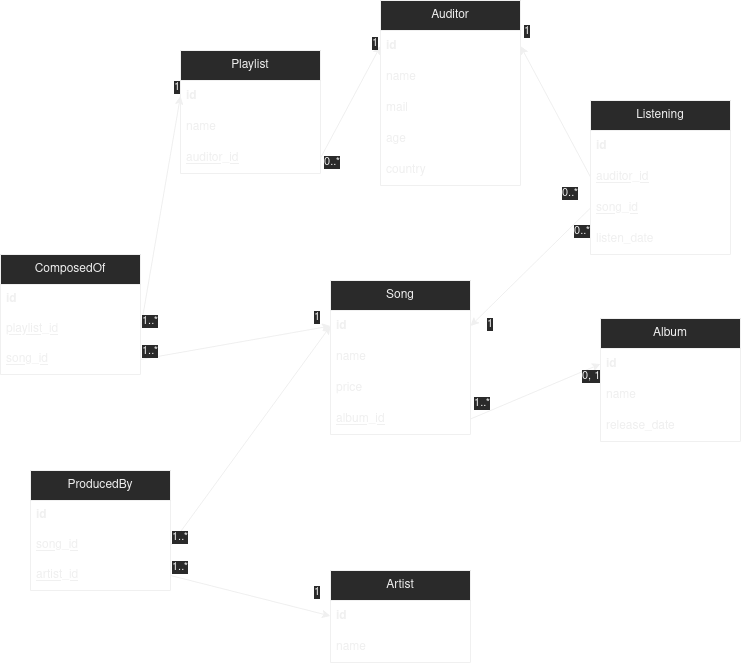 Auditor
1
1
id
name
mail
age
country
Playlist
1
id
name
auditor_id
0..*
Listening
id
auditor_id
song_id
listen_date
0..*
0..*
ComposedOf
id
playlist_id
song_id
1..*
1..*
Song
1
1
id
name
price
album_id
1..*
Album
0, 1
id
name
release_date
ProducedBy
id
song_id
artist_id
1..*
1..*
Artist
1
id
name